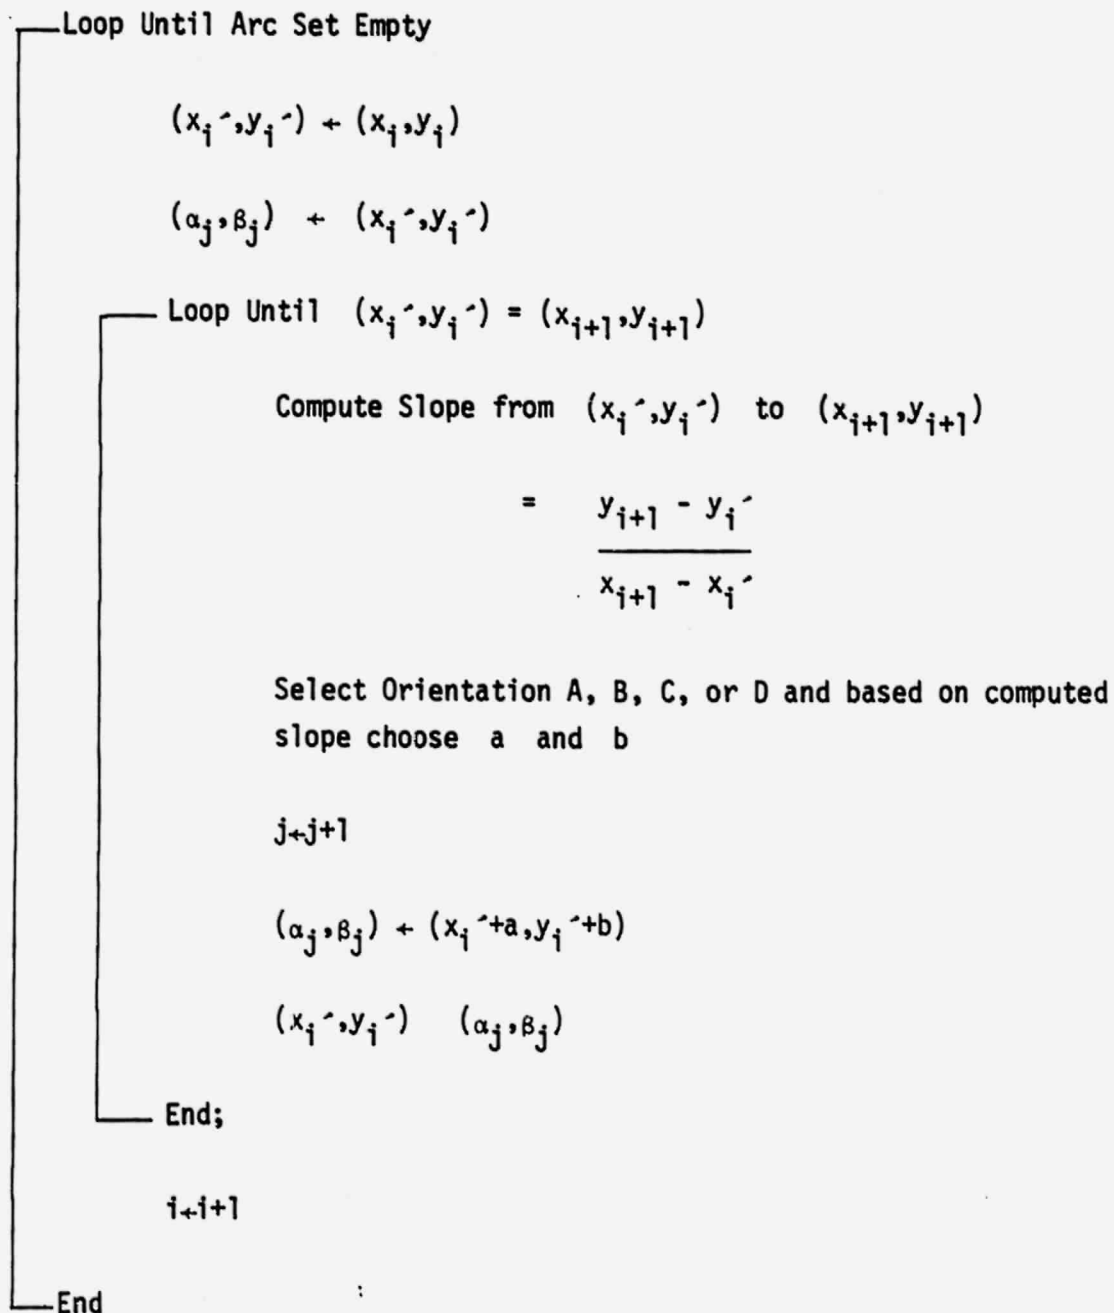 Loop Until Arc Set Empty
(x_i´,y_i´) ← (x_i,y_i)
(α_j,β_j) ← (x_i´,y_i´)
Loop Until (x_i´,y_i´) = (x_{i+1},y_{i+1})
Compute Slope from (x_i´,y_i´) to (x_{i+1},y_{i+1})
= y_{i+1} - y_i´
x_{i+1} - x_i´
Select Orientation A, B, C, or D and based on computed
slope choose a and b
j←j+1
(α_j,β_j) ← (x_i´+a,y_i´+b)
(x_i´,y_i´) (α_j,β_j)
End;
i←i+1
End